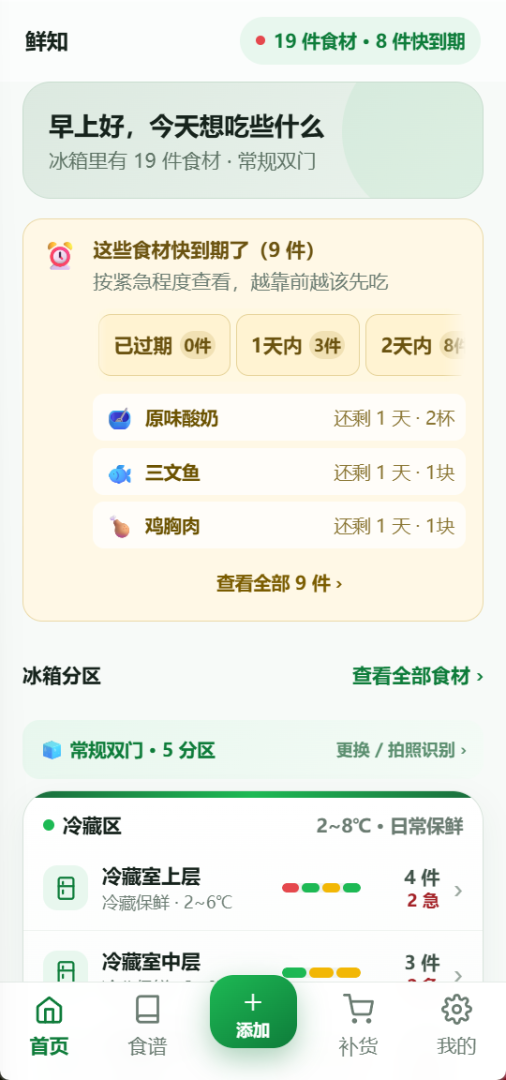 鲜知
19 件食材 • 8 件快到期
早上好，今天想吃些什么
冰箱里有 19 件食材 · 常规双门
这些食材快到期了（9 件）
按紧急程度查看，越靠前越该先吃
已过期 0件 1天内 3件 2天内 8件
原味酸奶 还剩 1 天 · 2杯
三文鱼 还剩 1 天 · 1块
鸡胸肉 还剩 1 天 · 1块
查看全部 9 件 ›
冰箱分区 查看全部食材 ›
常规双门 • 5 分区 更换 / 拍照识别 ›
冷藏区 2~8℃ • 日常保鲜
冷藏室上层 4 件
冷藏保鲜 · 2~6℃ 2 急
冷藏室中层 3 件
添加
首页 食谱 补货 我的